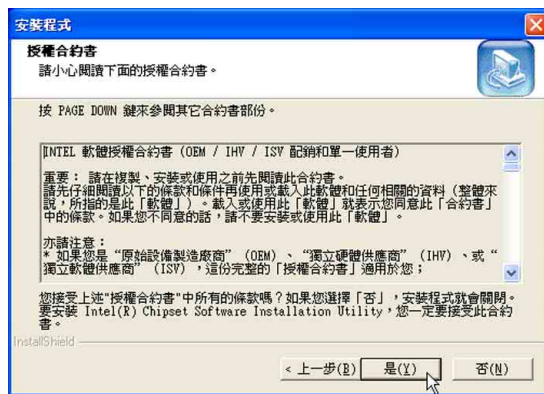 安裝程式
授權合約書
請小心閱讀下面的授權合約書。
按 PAGE DOWN 鍵來參閱其它合約書部份。
INTEL 軟體授權合約書 (OEM / IHV / ISV 配銷和單一使用者)
重要： 請在複製、安裝或使用之前先閱讀此合約書。
請先仔細閱讀以下的條款和條件再使用或載入此軟體和任何相關的資料 (整體來
說，所指的是此「軟體」)。載入或使用此「軟體」就表示您同意此「合約書」
中的條款。如果您不同意的話，請不要安裝或使用此「軟體」。
亦請注意：
* 如果您是“原始設備製造廠商” (OEM)、“獨立硬體供應商” (IHV)、或“
獨立軟體供應商” (ISV)，這份完整的「授權合約書」適用於您；
您接受上述"授權合約書"中所有的條款嗎？如果您選擇「否」，安裝程式就會關閉。
要安裝 Intel(R) Chipset Software Installation Utility，您一定要接受此合約
書。
InstallShield
< 上一步(B) 是(Y) 否(N)